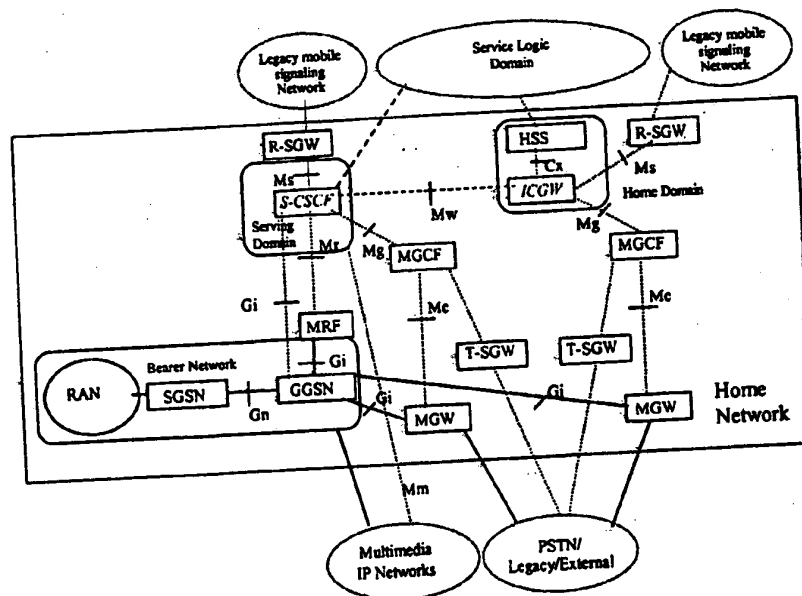 Legacy mobile
signaling
Network
Service Logic
Domain
Legacy mobile
signaling
Network
R-SGW
HSS
R-SGW
Ms
Cx
Ms
S-CSCF
ICGW
Home Domain
Mw
Serving
Domain
Mr
Mg
Mg
MGCF
MGCF
Gi
Mc
Mc
MRF
T-SGW
T-SGW
Bearer Network
Gi
RAN
SGSN
GGSN
Gi
Gi
Home
Network
Gn
MGW
MGW
Mm
Multimedia
IP Networks
PSTN/
Legacy/External